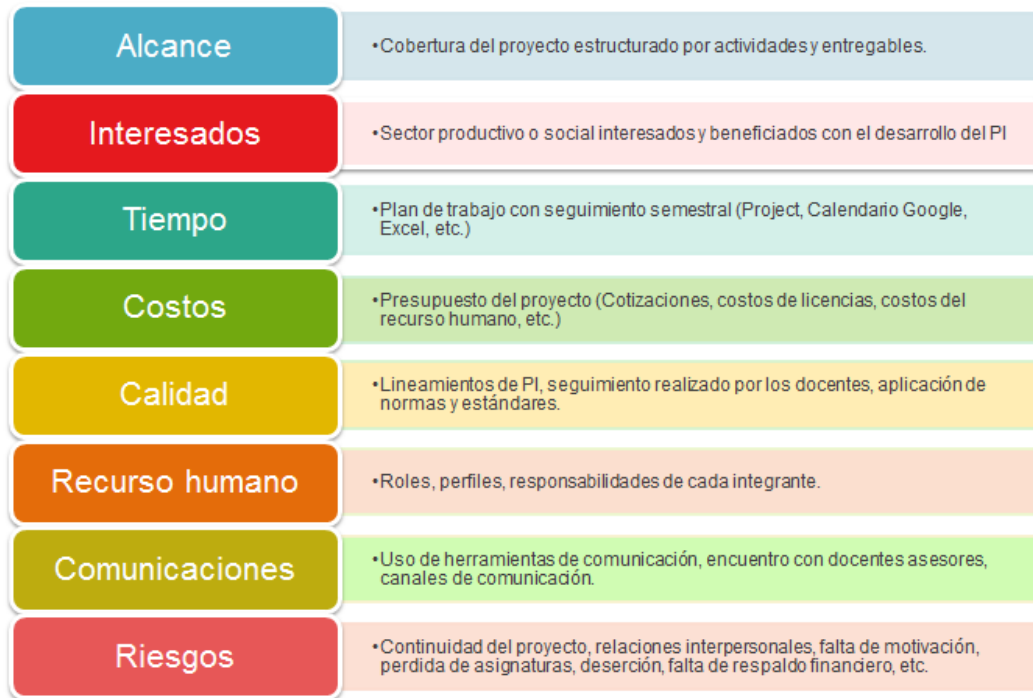 Alcance
•Cobertura del proyecto estructurado por actividades y entregables.
Interesados
•Sector productivo o social interesados y beneficiados con el desarrollo del PI
Tiempo
•Plan de trabajo con seguimiento semestral (Project, Calendario Google,
Excel, etc.)
Costos
•Presupuesto del proyecto (Cotizaciones, costos de licencias, costos del
recurso humano, etc.)
Calidad
•Lineamientos de PI, seguimiento realizado por los docentes, aplicación de
normas y estándares.
Recurso humano
•Roles, perfiles, responsabilidades de cada integrante.
Comunicaciones
•Uso de herramientas de comunicación, encuentro con docentes asesores,
canales de comunicación.
Riesgos
•Continuidad del proyecto, relaciones interpersonales, falta de motivación,
perdida de asignaturas, deserción, falta de respaldo financiero, etc.